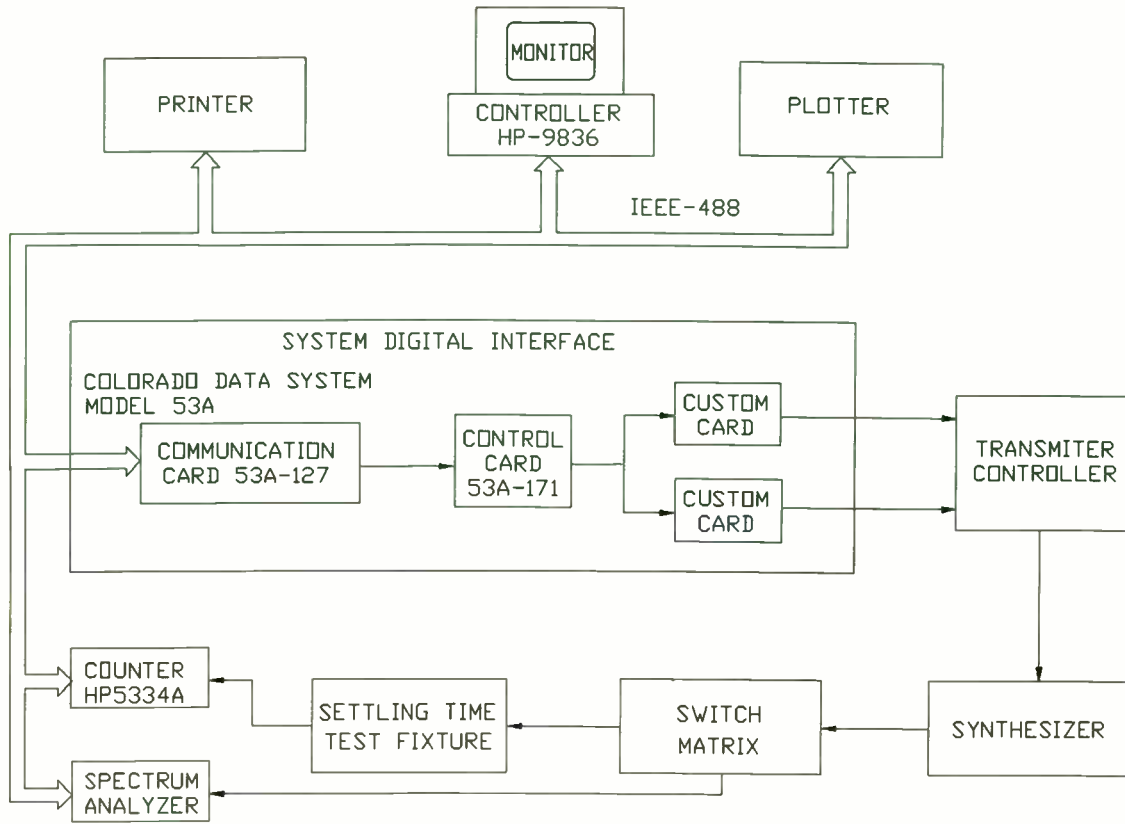 MONITOR
PRINTER
CONTROLLER
HP-9836
PLOTTER
IEEE-488
SYSTEM DIGITAL INTERFACE
COLORADO DATA SYSTEM
MODEL 53A
COMMUNICATION
CARD 53A-127
CONTROL
CARD
53A-171
CUSTOM
CARD
CUSTOM
CARD
TRANSMITER
CONTROLLER
COUNTER
HP5334A
SETTLING TIME
TEST FIXTURE
SWITCH
MATRIX
SYNTHESIZER
SPECTRUM
ANALYZER